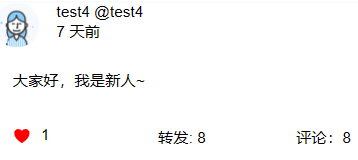 test4 @test4
7 天前
大家好，我是新人~
1 转发: 8 评论：8